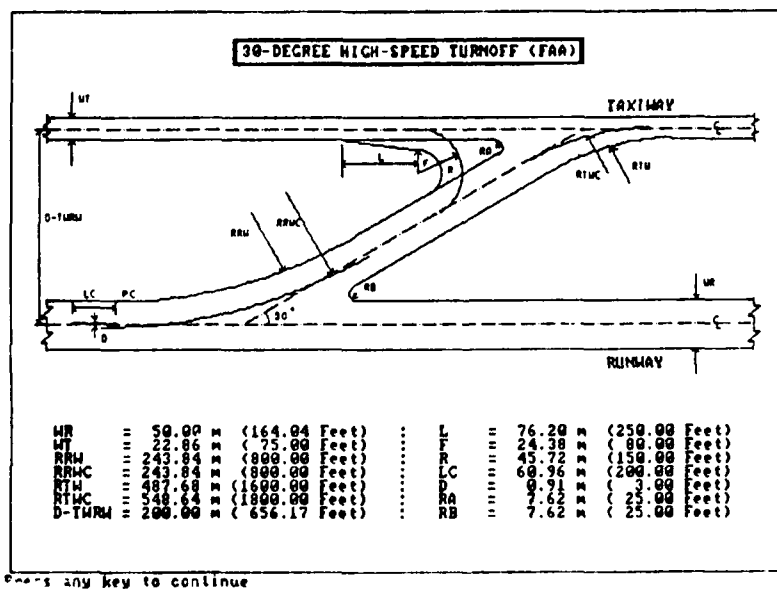 30-DEGREE HIGH-SPEED TURNOFF (FAA)
WT
TAXIWAY
L
F
R
RA
RTWC
RTW
D-TWRW
RRW
RRWC
LC PC
RB
WR
30°
D
RUNWAY
WR = 50.00 m (164.04 Feet) : L = 76.20 m (250.00 Feet)
WT = 22.86 m ( 75.00 Feet) : F = 24.38 m ( 80.00 Feet)
RRW = 243.84 m (800.00 Feet) : R = 45.72 m (150.00 Feet)
RRWC = 243.84 m (800.00 Feet) : LC = 60.96 m (200.00 Feet)
RTW = 487.68 m (1600.00 Feet) : D = 0.91 m ( 3.00 Feet)
RTWC = 548.64 m (1800.00 Feet) : RA = 7.62 m ( 25.00 Feet)
D-TWRW = 200.00 m ( 656.17 Feet) : RB = 7.62 m ( 25.00 Feet)
Press any key to continue